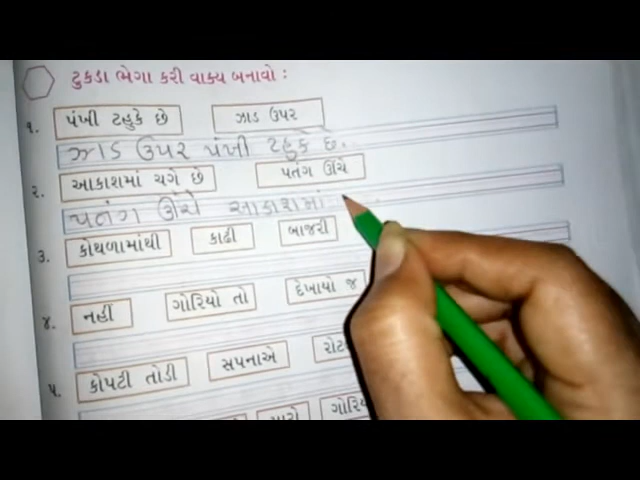 ટુકડા ભેગા કરી વાક્ય બનાવો :
૧. પંખી ટહુકે છે ઝાડ ઉપર
ઝાડ ઉપર પંખી ટહુકે છે.
૨. આકાશમાં ચગે છે પતંગ ઊંચે
પતંગ ઊંચે આકાશમાં
૩. કોથળામાંથી કાઢી બાજરી
૪. નહીં ગોરિયો તો દેખાયો જ
૫. કોપટી તોડી સપનાએ